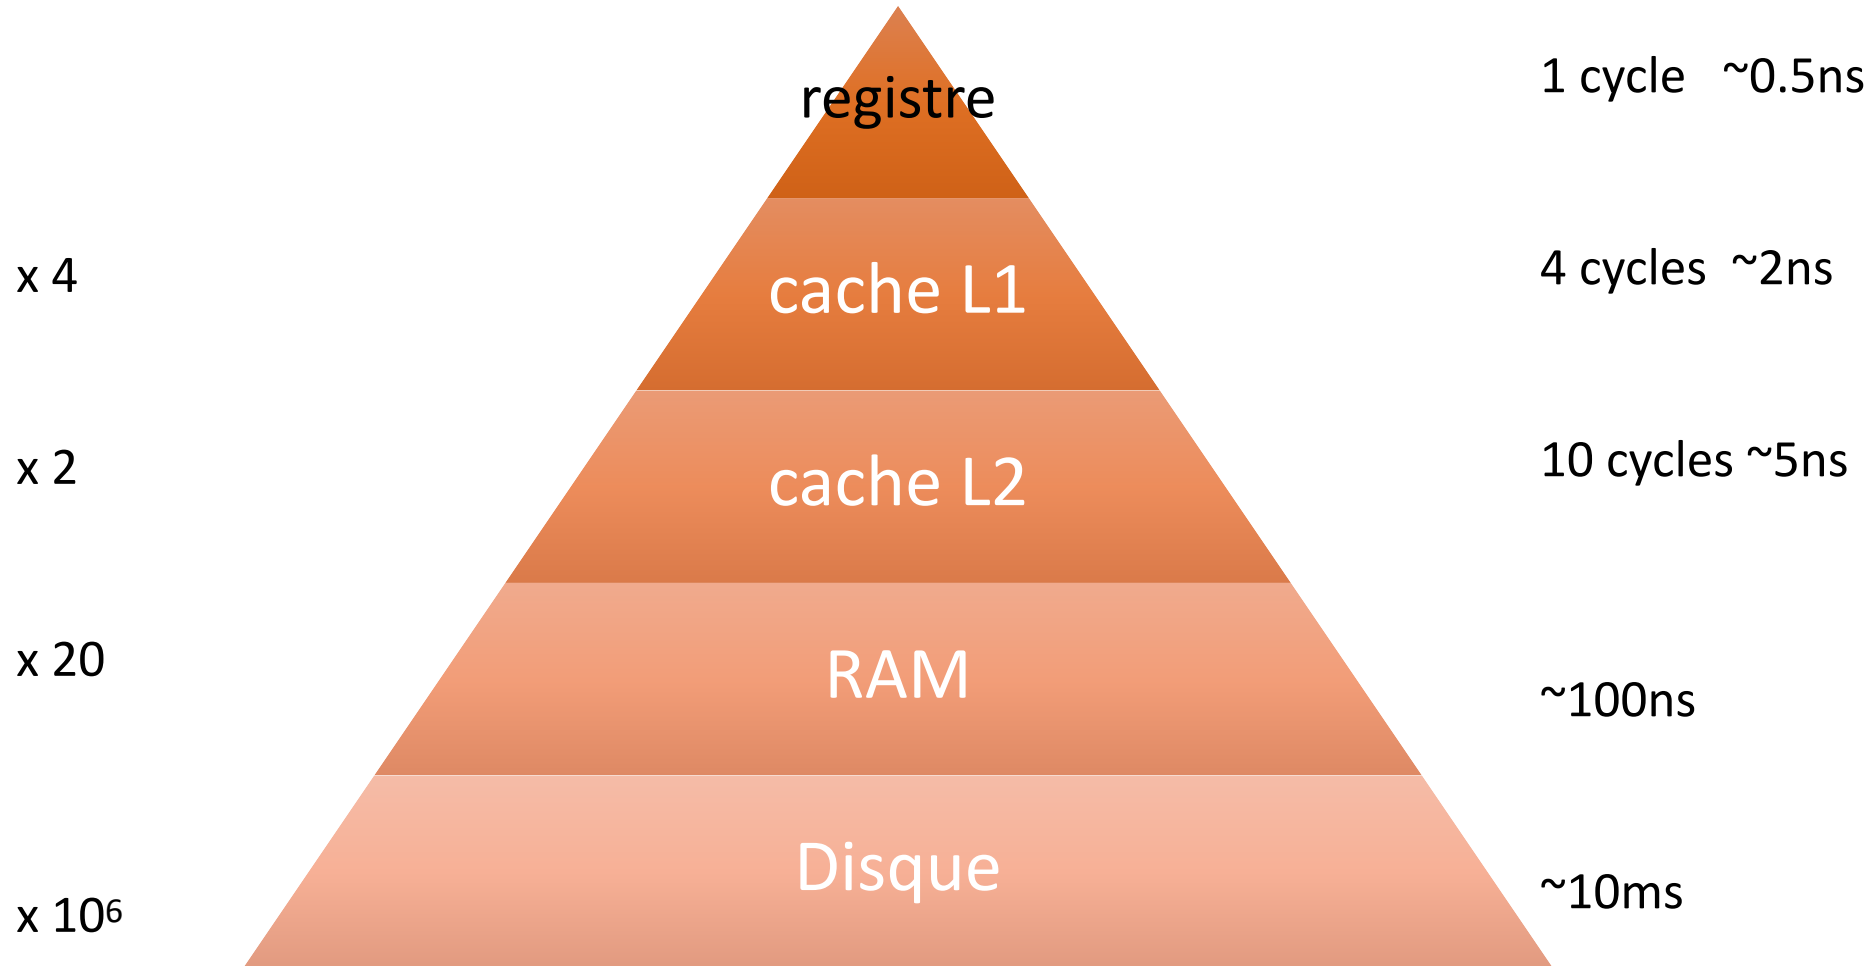 registre
1 cycle ~0.5ns
x 4
cache L1
4 cycles ~2ns
x 2
cache L2
10 cycles ~5ns
x 20
RAM
~100ns
x 10⁶
Disque
~10ms